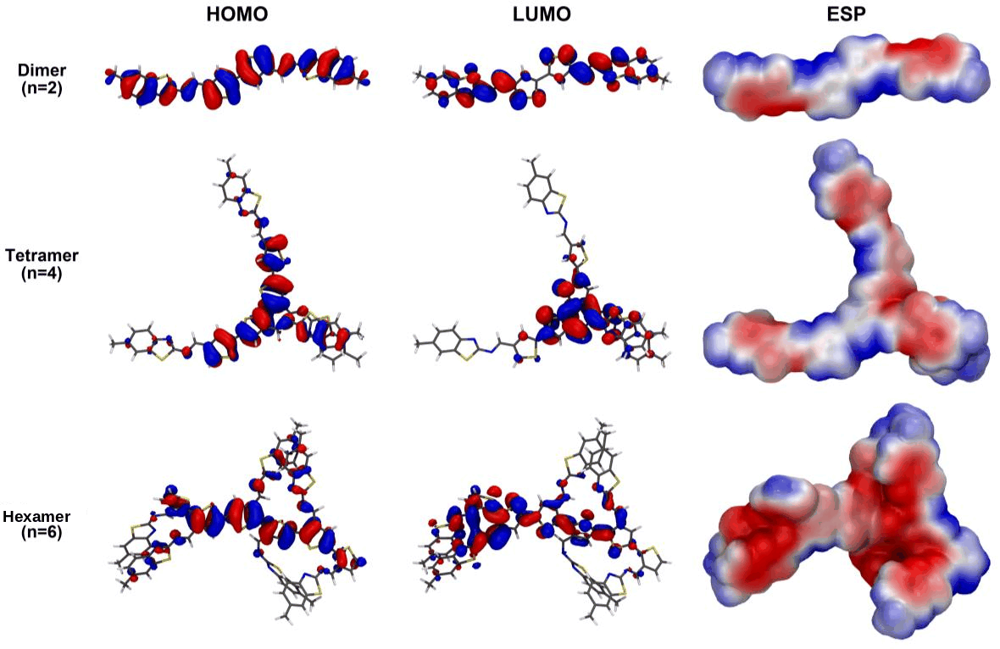 HOMO LUMO ESP
Dimer
(n=2)
Tetramer
(n=4)
Hexamer
(n=6)